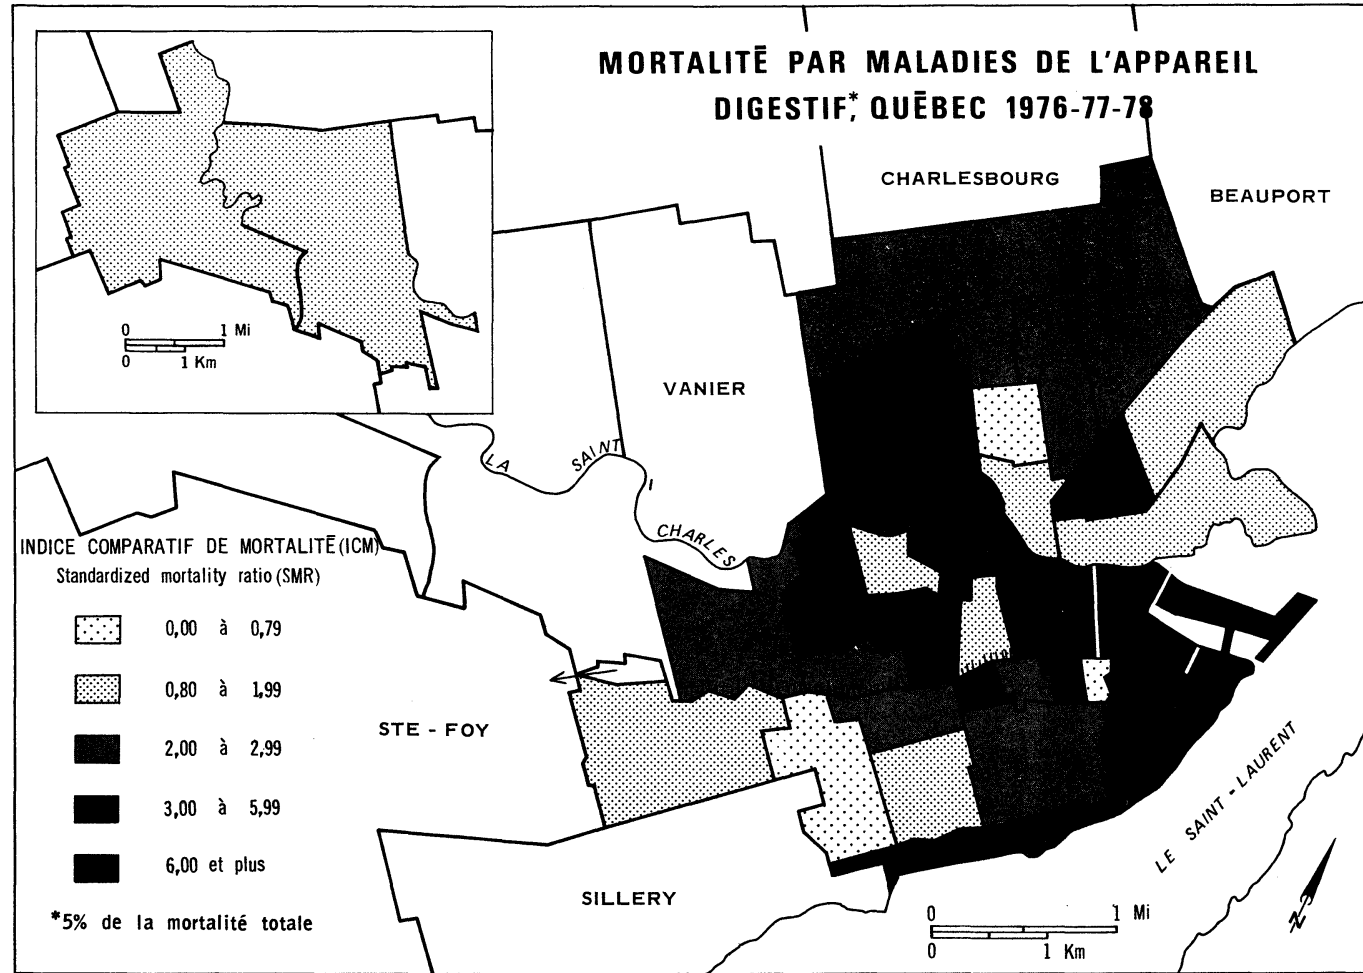 MORTALITĒ PAR MALADIES DE L'APPAREIL
DIGESTIF,* QUĒBEC 1976-77-78
CHARLESBOURG
BEAUPORT
0 1 Mi
0 1 Km
VANIER
LA SAINT
CHARLES
INDICE COMPARATIF DE MORTALITĒ (ICM)
Standardized mortality ratio (SMR)
0,00 à 0,79
0,80 à 1,99
2,00 à 2,99
3,00 à 5,99
6,00 et plus
*5% de la mortalité totale
STE - FOY
SILLERY
LE SAINT - LAURENT
0 1 Mi
0 1 Km
N